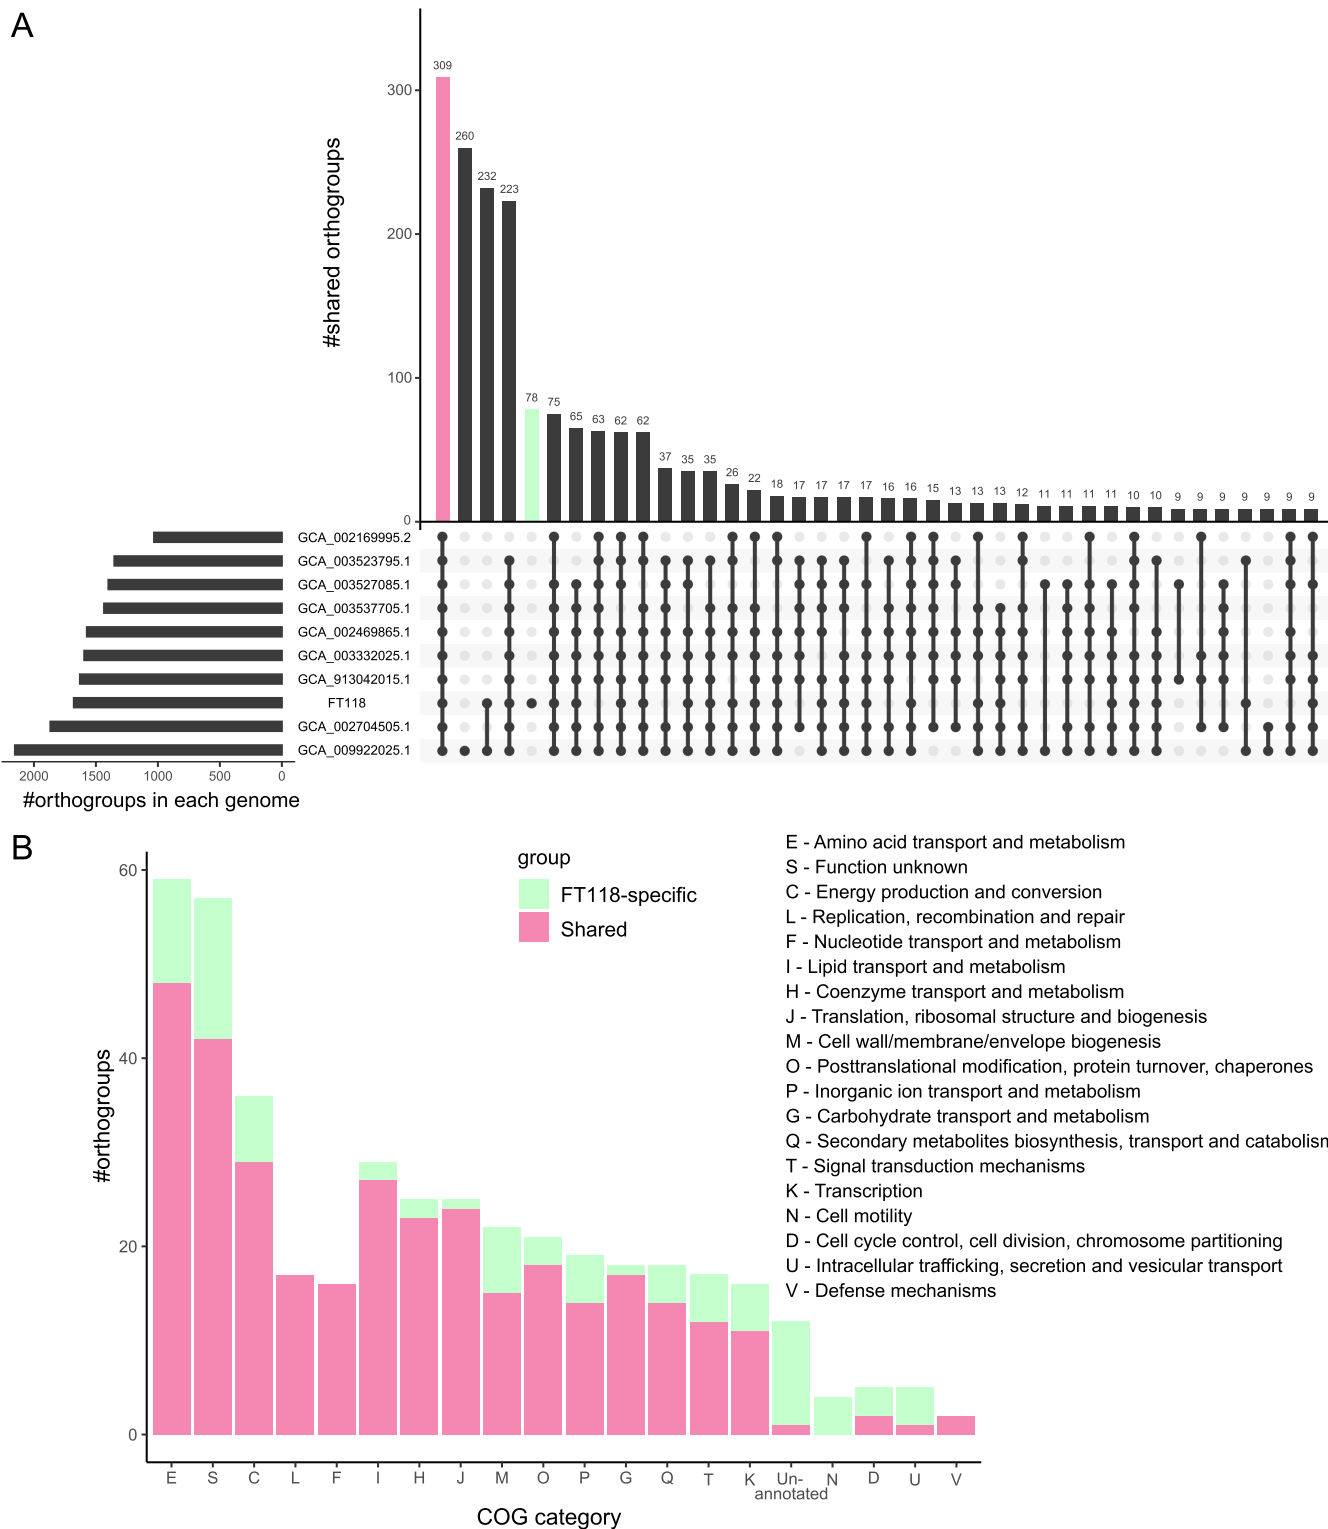 A
#shared orthogroups
300
200
100
0
309
260
232
223
78
75
65
63
62
62
37
35
35
26
22
18
17
17
17
17
16
16
15
13
13
13
12
11
11
11
11
10
10
9
9
9
9
9
9
9
GCA_002169995.2
GCA_003523795.1
GCA_003527085.1
GCA_003537705.1
GCA_002469865.1
GCA_003332025.1
GCA_913042015.1
FT118
GCA_002704505.1
GCA_009922025.1
2000 1500 1000 500 0
#orthogroups in each genome
B
#orthogroups
60
40
20
0
group
FT118-specific
Shared
E - Amino acid transport and metabolism
S - Function unknown
C - Energy production and conversion
L - Replication, recombination and repair
F - Nucleotide transport and metabolism
I - Lipid transport and metabolism
H - Coenzyme transport and metabolism
J - Translation, ribosomal structure and biogenesis
M - Cell wall/membrane/envelope biogenesis
O - Posttranslational modification, protein turnover, chaperones
P - Inorganic ion transport and metabolism
G - Carbohydrate transport and metabolism
Q - Secondary metabolites biosynthesis, transport and catabolism
T - Signal transduction mechanisms
K - Transcription
N - Cell motility
D - Cell cycle control, cell division, chromosome partitioning
U - Intracellular trafficking, secretion and vesicular transport
V - Defense mechanisms
E S C L F I H J M O P G Q T K Un- N D U V
annotated
COG category